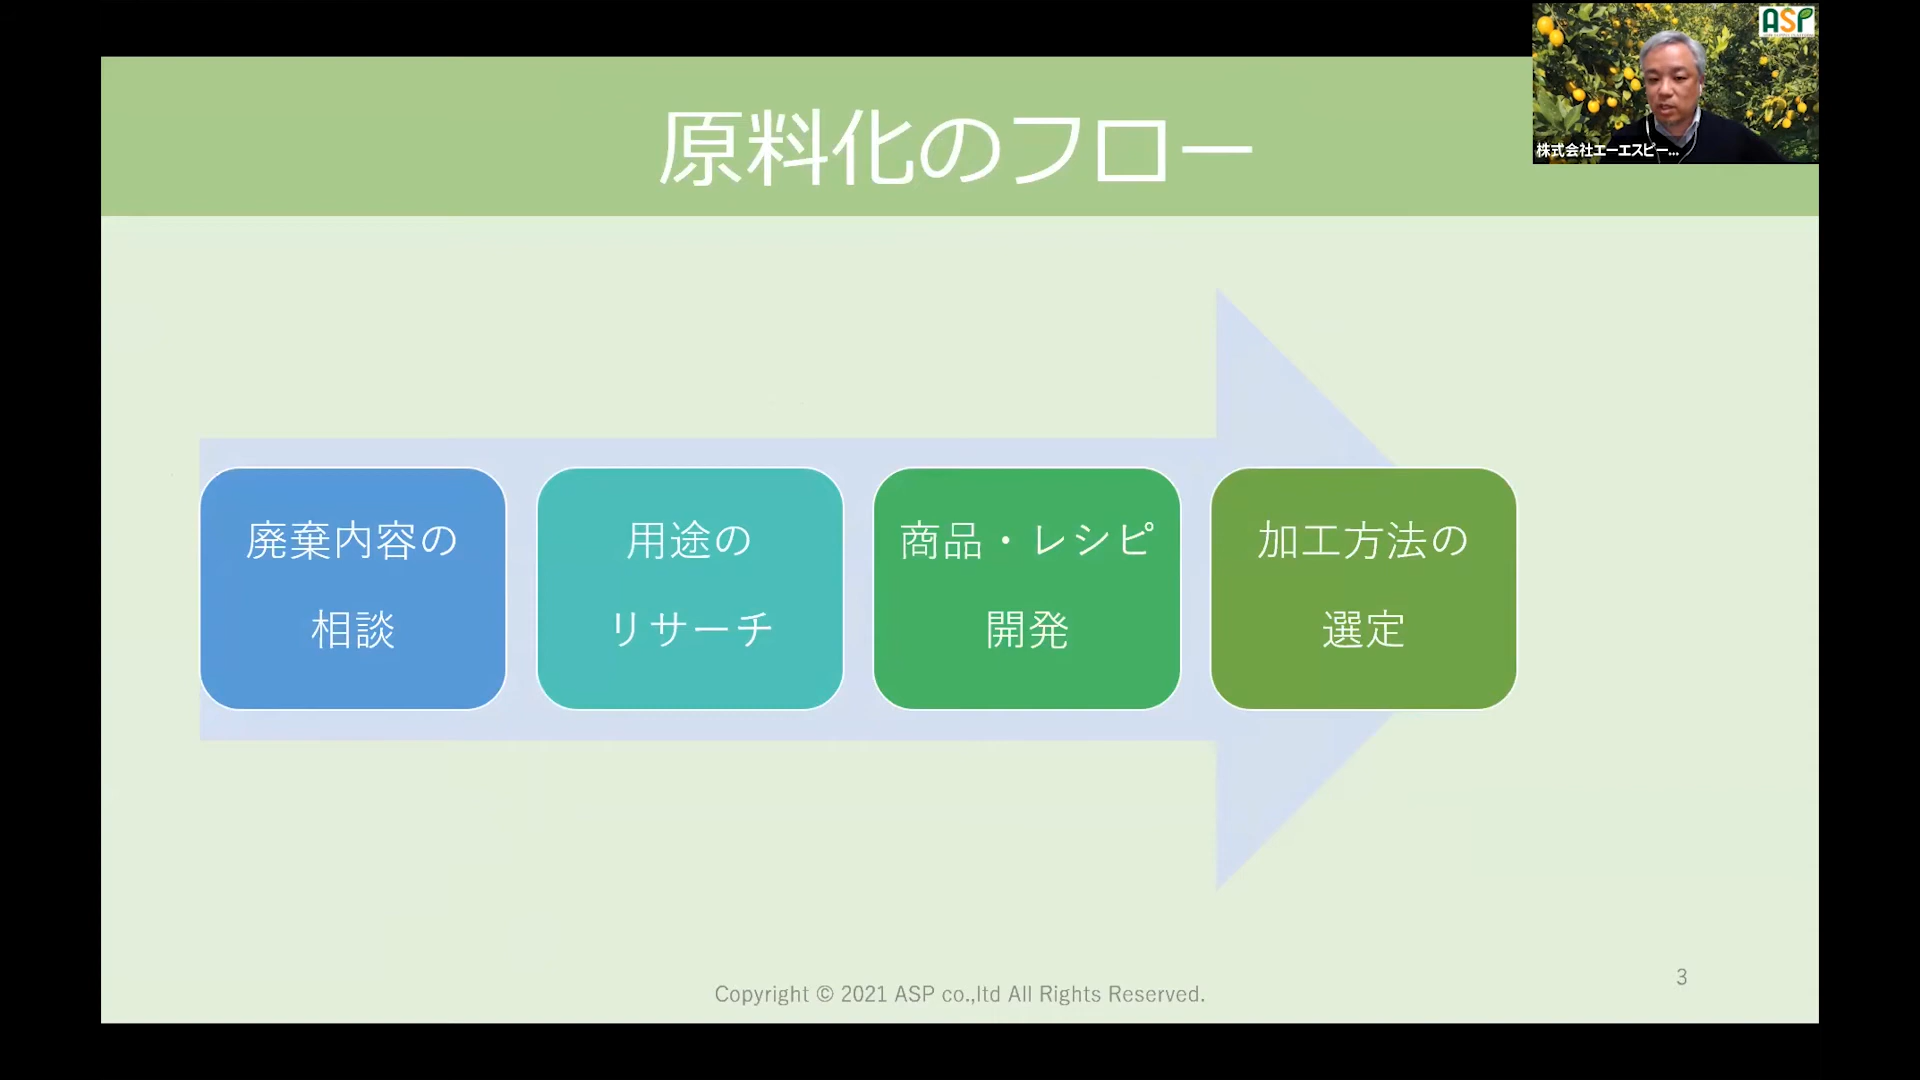 原料化のフロー
ASP
株式会社エーエスピー...
廃棄内容の
相談
用途の
リサーチ
商品・レシピ
開発
加工方法の
選定
3
Copyright © 2021 ASP co.,ltd All Rights Reserved.